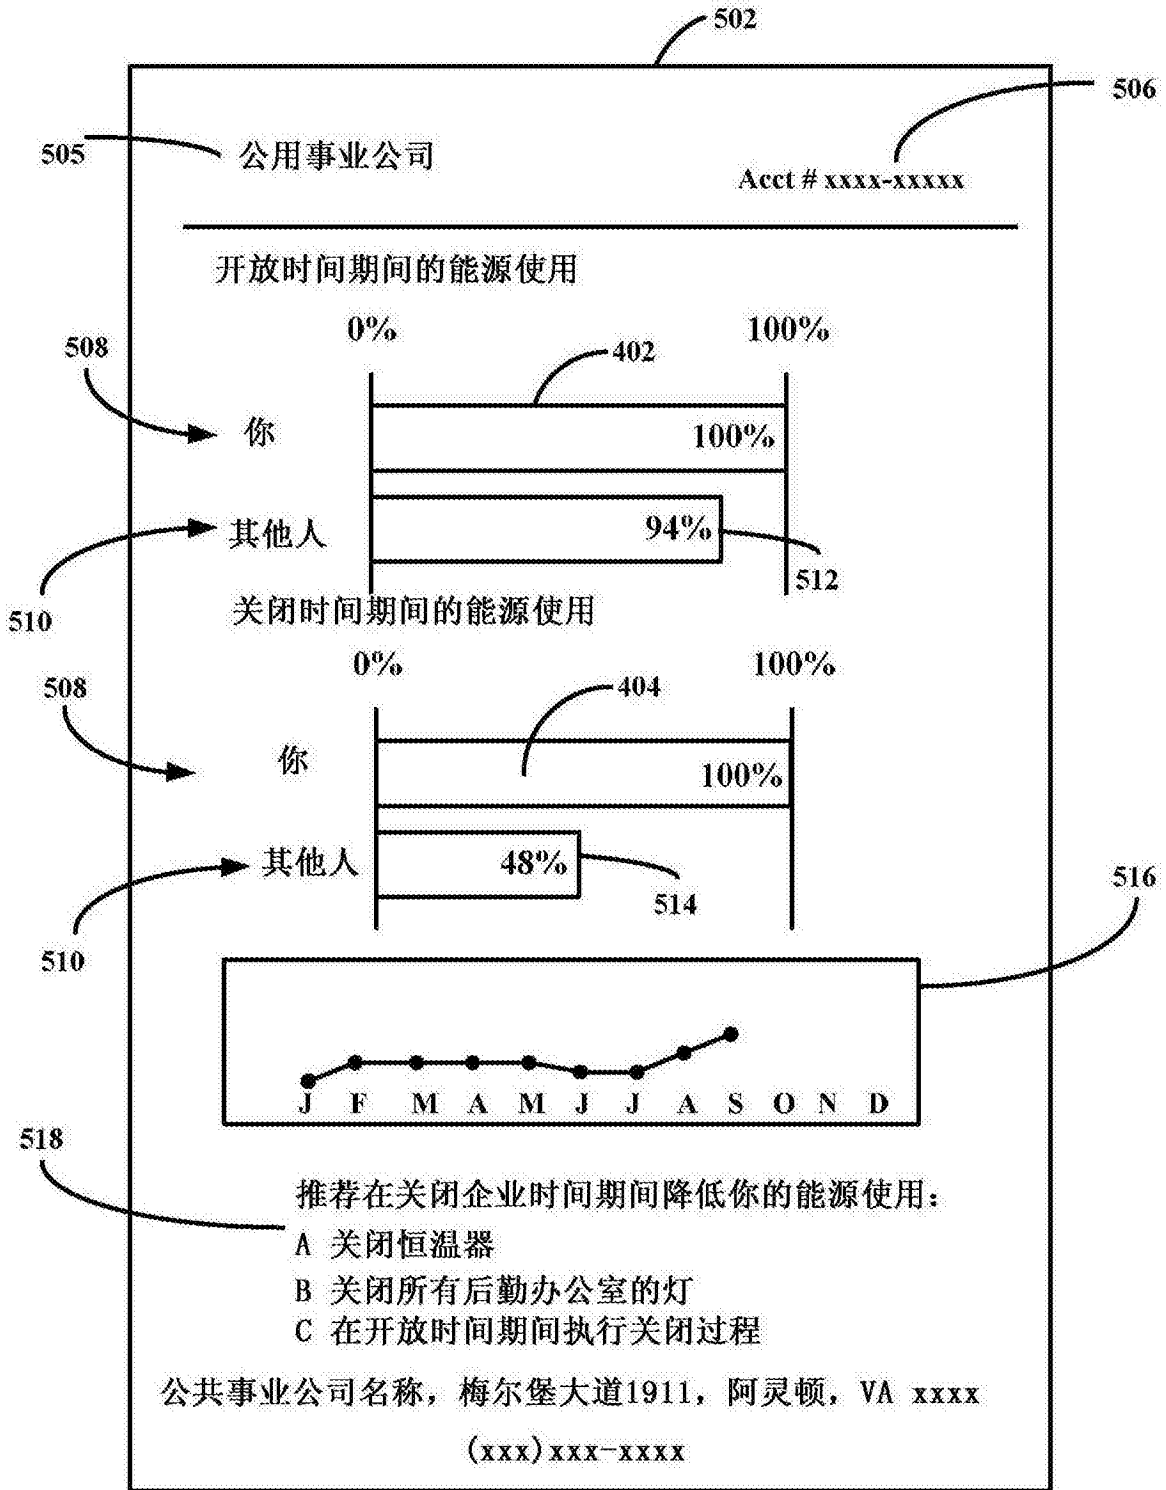 502
506
505
公用事业公司
Acct # xxxx-xxxxx
开放时间期间的能源使用
0% 100%
508
402
你
100%
其他人
94%
512
510
关闭时间期间的能源使用
0% 100%
508
404
你
100%
其他人
48%
514
516
510
J F M A M J J A S O N D
518
推荐在关闭企业时间期间降低你的能源使用：
A 关闭恒温器
B 关闭所有后勤办公室的灯
C 在开放时间期间执行关闭过程
公共事业公司名称，梅尔堡大道1911，阿灵顿，VA xxxx
(xxx)xxx-xxxx